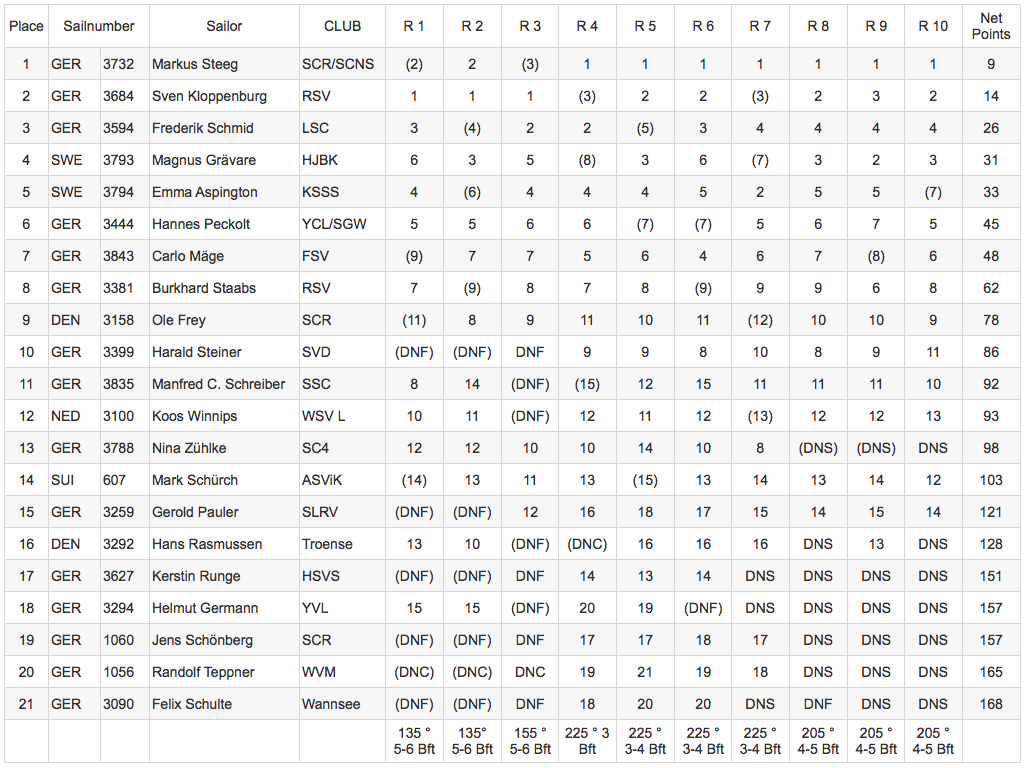 Place Sailnumber Sailor CLUB R 1 R 2 R 3 R 4 R 5 R 6 R 7 R 8 R 9 R 10 Net Points
1 GER 3732 Markus Steeg SCR/SCNS (2) 2 (3) 1 1 1 1 1 1 1 9
2 GER 3684 Sven Kloppenburg RSV 1 1 1 (3) 2 2 (3) 2 3 2 14
3 GER 3594 Frederik Schmid LSC 3 (4) 2 2 (5) 3 4 4 4 4 26
4 SWE 3793 Magnus Grävare HJBK 6 3 5 (8) 3 6 (7) 3 2 3 31
5 SWE 3794 Emma Aspington KSSS 4 (6) 4 4 4 5 2 5 5 (7) 33
6 GER 3444 Hannes Peckolt YCL/SGW 5 5 6 6 (7) (7) 5 6 7 5 45
7 GER 3843 Carlo Mäge FSV (9) 7 7 5 6 4 6 7 (8) 6 48
8 GER 3381 Burkhard Staabs RSV 7 (9) 8 7 8 (9) 9 9 6 8 62
9 DEN 3158 Ole Frey SCR (11) 8 9 11 10 11 (12) 10 10 9 78
10 GER 3399 Harald Steiner SVD (DNF) (DNF) DNF 9 9 8 10 8 9 11 86
11 GER 3835 Manfred C. Schreiber SSC 8 14 (DNF) (15) 12 15 11 11 11 10 92
12 NED 3100 Koos Winnips WSV L 10 11 (DNF) 12 11 12 (13) 12 12 13 93
13 GER 3788 Nina Zühlke SC4 12 12 10 10 14 10 8 (DNS) (DNS) DNS 98
14 SUI 607 Mark Schürch ASViK (14) 13 11 13 (15) 13 14 13 14 12 103
15 GER 3259 Gerold Pauler SLRV (DNF) (DNF) 12 16 18 17 15 14 15 14 121
16 DEN 3292 Hans Rasmussen Troense 13 10 (DNF) (DNC) 16 16 16 DNS 13 DNS 128
17 GER 3627 Kerstin Runge HSVS (DNF) (DNF) DNF 14 13 14 DNS DNS DNS DNS 151
18 GER 3294 Helmut Germann YVL 15 15 (DNF) 20 19 (DNF) DNS DNS DNS DNS 157
19 GER 1060 Jens Schönberg SCR (DNF) (DNF) DNF 17 17 18 17 DNS DNS DNS 157
20 GER 1056 Randolf Teppner WVM (DNC) (DNC) DNC 19 21 19 18 DNS DNS DNS 165
21 GER 3090 Felix Schulte Wannsee (DNF) (DNF) DNF 18 20 20 DNS DNF DNS DNS 168
135 ° 135° 155 ° 225 ° 3 225 ° 225 ° 225 ° 205 ° 205 ° 205 °
5-6 Bft 5-6 Bft 5-6 Bft Bft 3-4 Bft 3-4 Bft 3-4 Bft 4-5 Bft 4-5 Bft 4-5 Bft